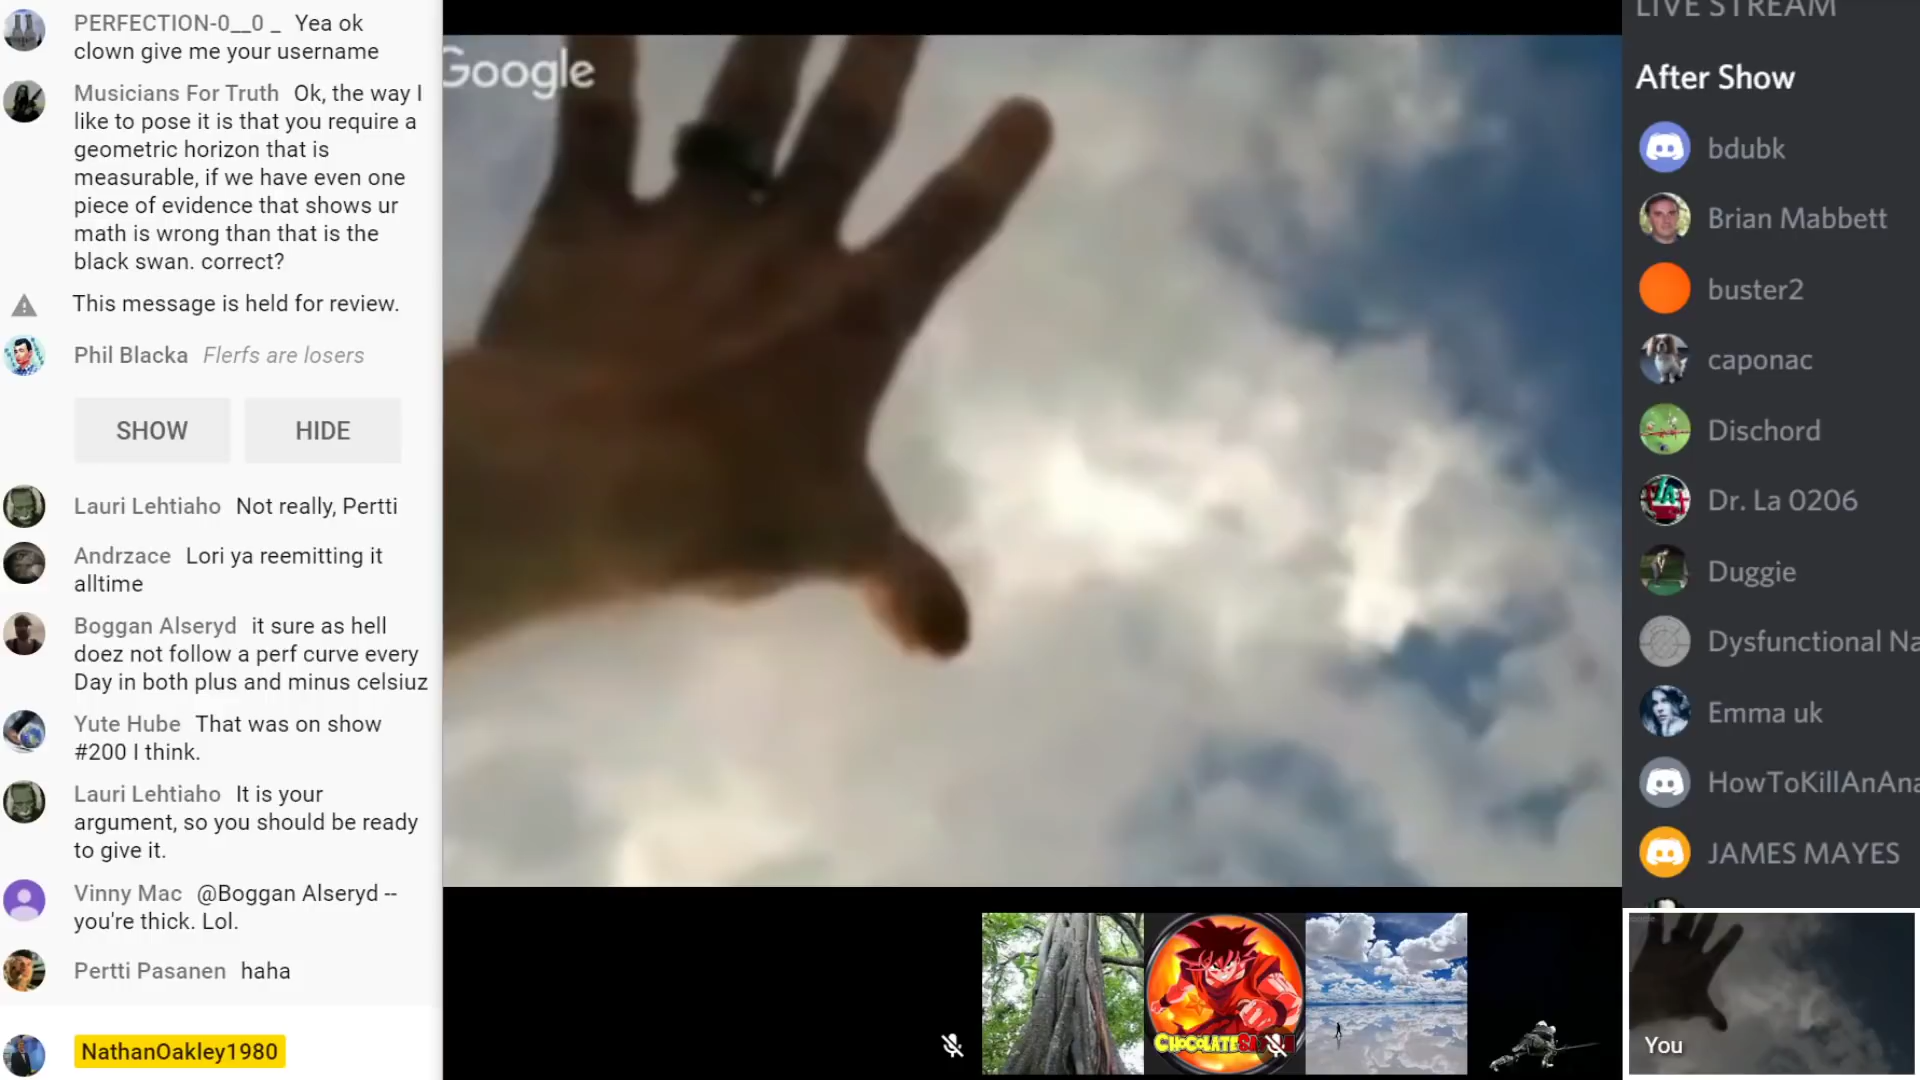 PERFECTION-0__0 _ Yea ok
clown give me your username
Musicians For Truth Ok, the way I
like to pose it is that you require a
geometric horizon that is
measurable, if we have even one
piece of evidence that shows ur
math is wrong than that is the
black swan. correct?
This message is held for review.
Phil Blacka Flerfs are losers
SHOW HIDE
Lauri Lehtiaho Not really, Pertti
Andrzace Lori ya reemitting it
alltime
Boggan Alseryd it sure as hell
doez not follow a perf curve every
Day in both plus and minus celsiuz
Yute Hube That was on show
#200 I think.
Lauri Lehtiaho It is your
argument, so you should be ready
to give it.
Vinny Mac @Boggan Alseryd --
you're thick. Lol.
Pertti Pasanen haha
NathanOakley1980
Google
LIVE STREAM
After Show
bdubk
Brian Mabbett
buster2
caponac
Dischord
Dr. La 0206
Duggie
Dysfunctional Na
Emma uk
HowToKillAnAna
JAMES MAYES
You